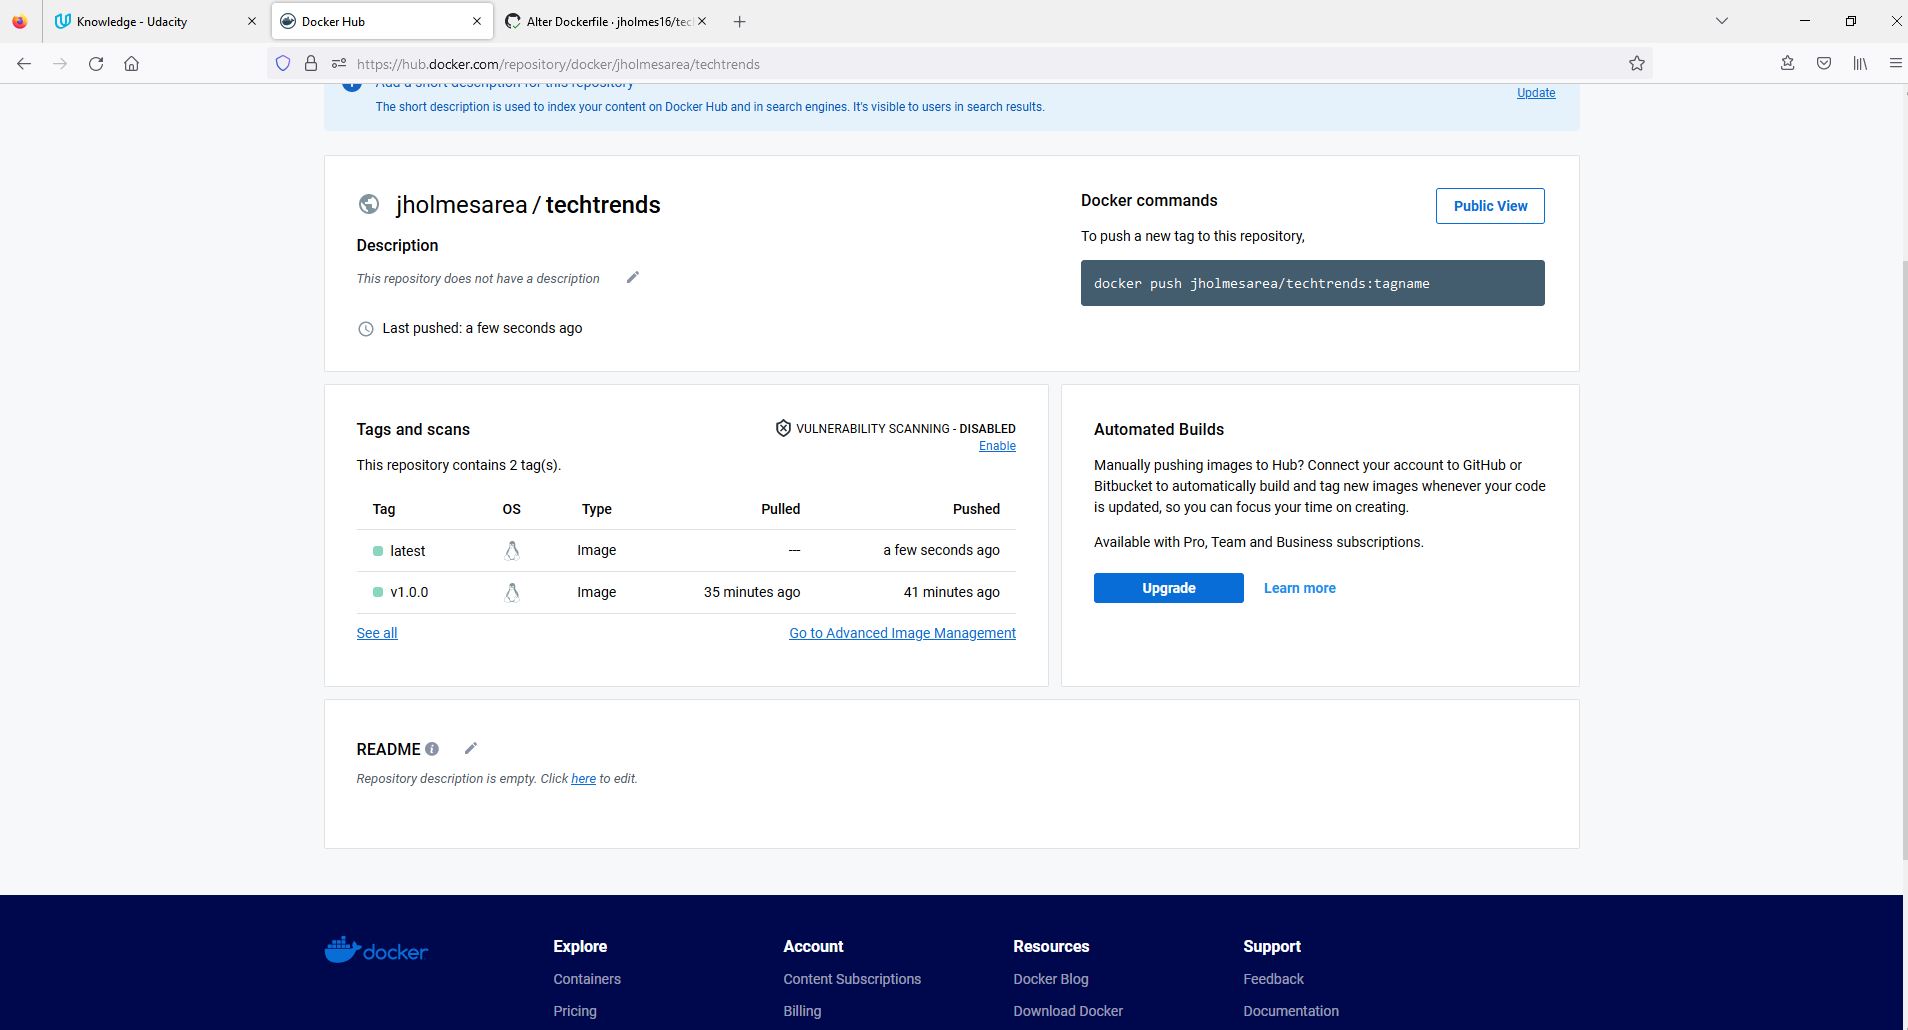 Knowledge - Udacity
Docker Hub
Alter Dockerfile · jholmes16/tec
https://hub.docker.com/repository/docker/jholmesarea/techtrends
Add a short description for this repository
The short description is used to index your content on Docker Hub and in search engines. It's visible to users in search results.
Update
jholmesarea / techtrends
Description
This repository does not have a description
Last pushed: a few seconds ago
Docker commands
Public View
To push a new tag to this repository,
docker push jholmesarea/techtrends:tagname
Tags and scans
VULNERABILITY SCANNING - DISABLED
Enable
This repository contains 2 tag(s).
Tag OS Type Pulled Pushed
latest Image --- a few seconds ago
v1.0.0 Image 35 minutes ago 41 minutes ago
See all
Go to Advanced Image Management
Automated Builds
Manually pushing images to Hub? Connect your account to GitHub or
Bitbucket to automatically build and tag new images whenever your code
is updated, so you can focus your time on creating.
Available with Pro, Team and Business subscriptions.
Upgrade
Learn more
README
Repository description is empty. Click here to edit.
docker
Explore
Containers
Pricing
Account
Content Subscriptions
Billing
Resources
Docker Blog
Download Docker
Support
Feedback
Documentation